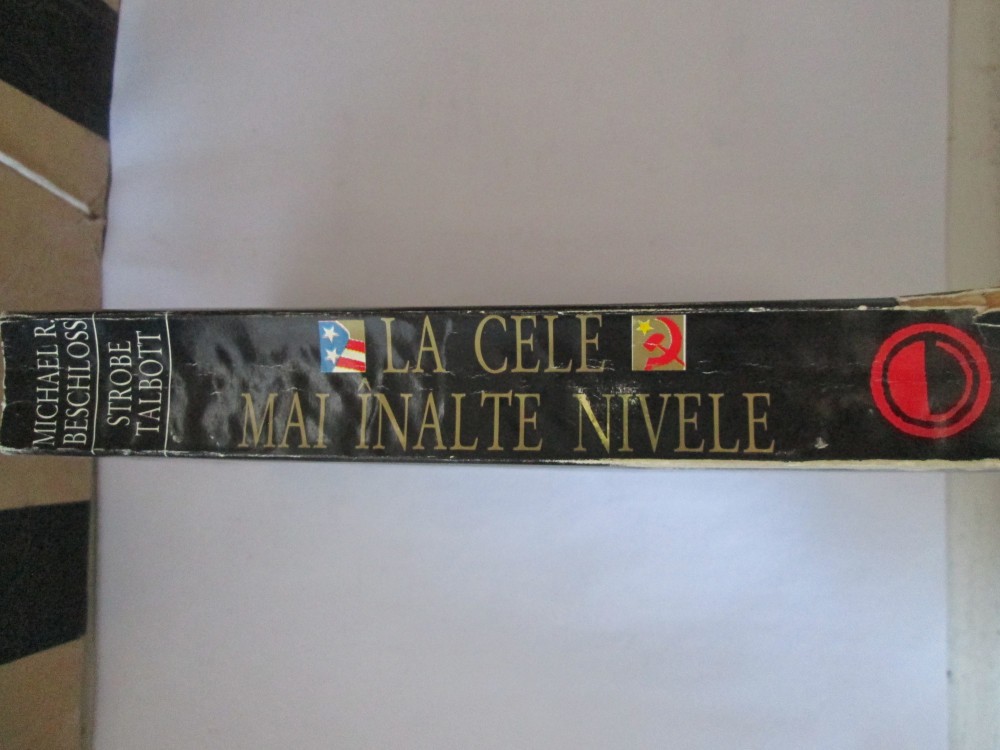 MICHAEL R.
BESCHLOSS
STROBE
TALBOTT
LA CELE
MAI ÎNALTE NIVELE